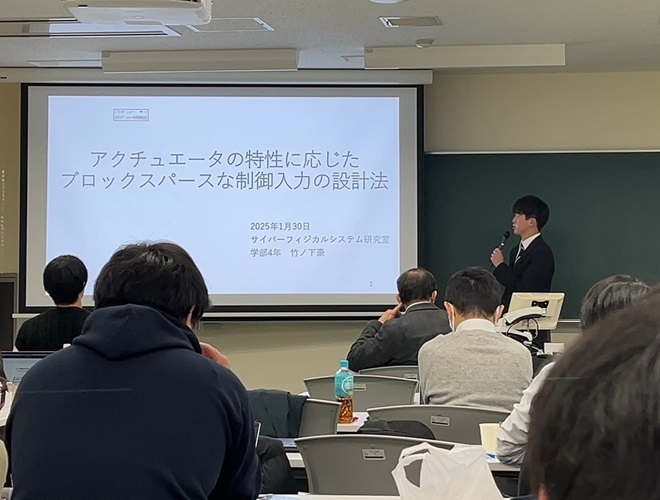 アクチュエータの特性に応じた
ブロックスパースな制御入力の設計法
2025年1月30日
サイバーフィジカルシステム研究室
学部4年 竹ノ下豪
1